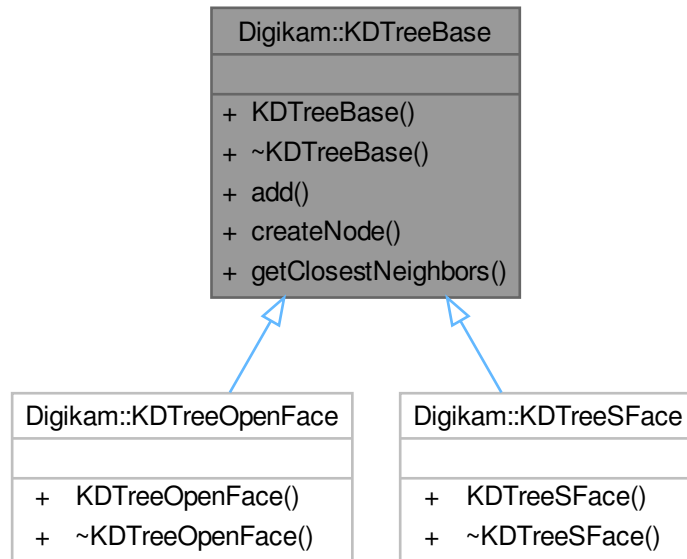 Digikam::KDTreeBase
+ KDTreeBase()
+ ~KDTreeBase()
+ add()
+ createNode()
+ getClosestNeighbors()
Digikam::KDTreeOpenFace
+ KDTreeOpenFace()
+ ~KDTreeOpenFace()
Digikam::KDTreeSFace
+ KDTreeSFace()
+ ~KDTreeSFace()